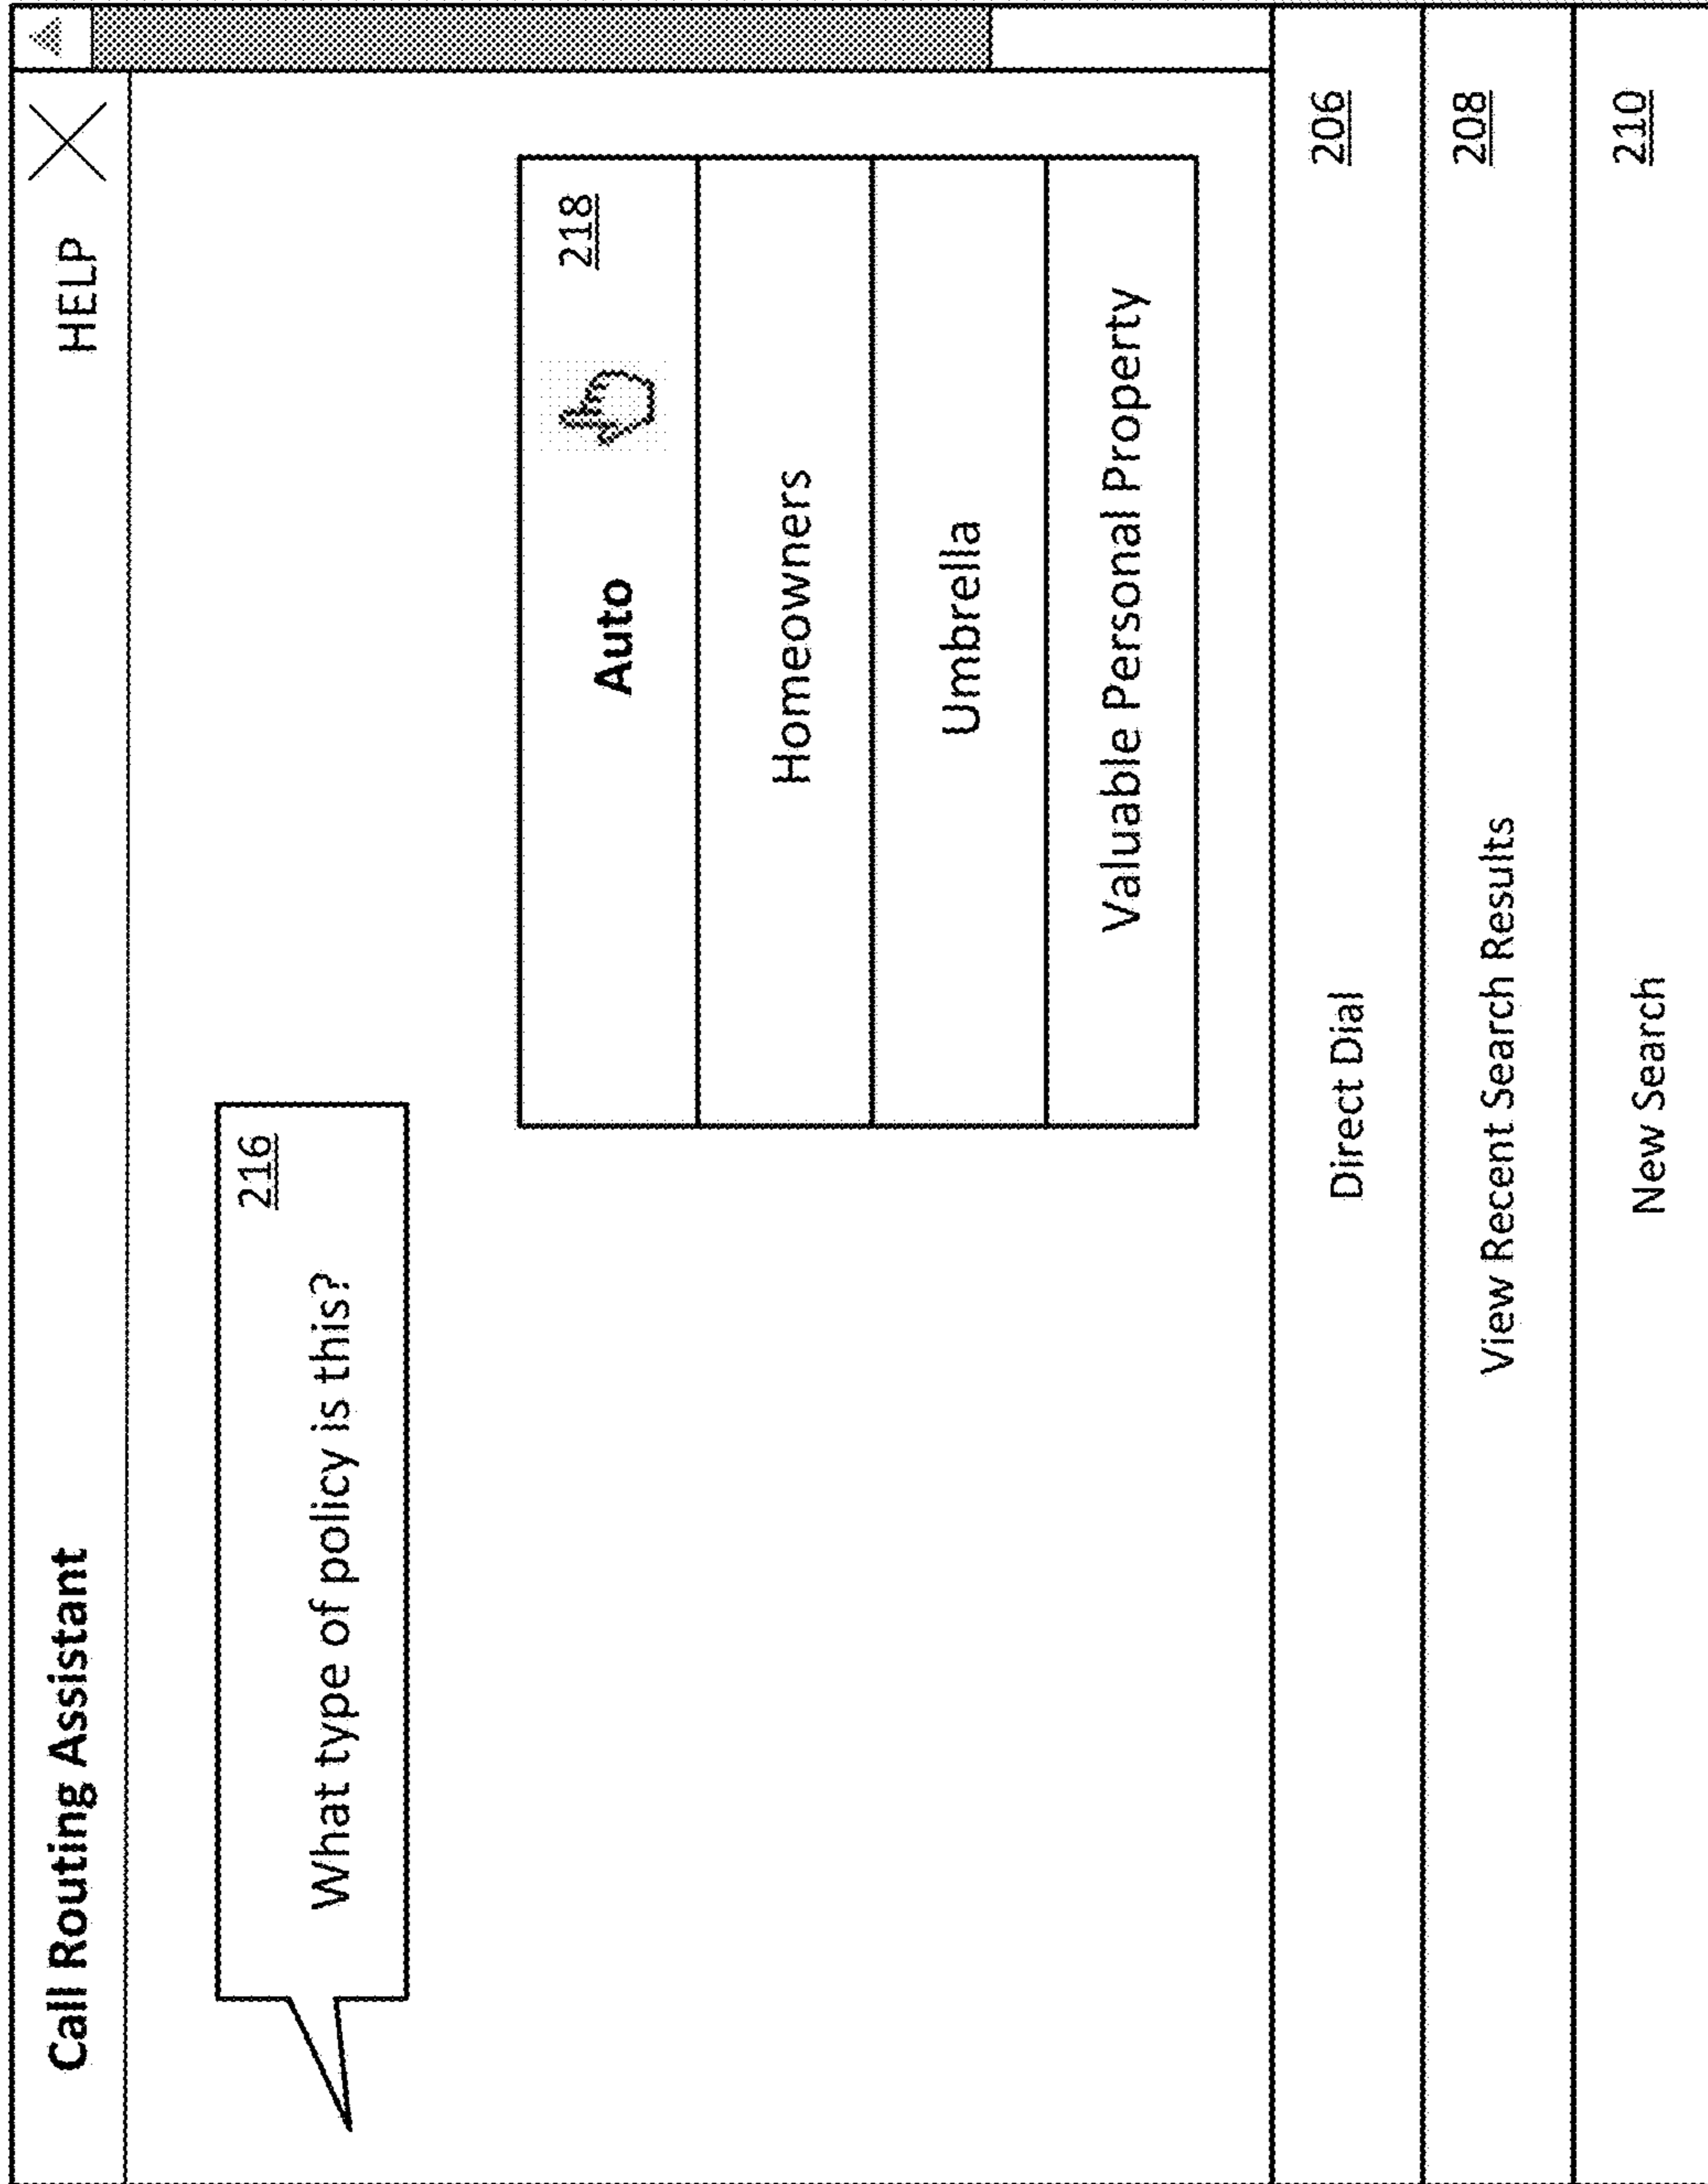 Call Routing Assistant HELP
216
What type of policy is this?
218
Auto
Homeowners
Umbrella
Valuable Personal Property
206
Direct Dial
208
View Recent Search Results
210
New Search